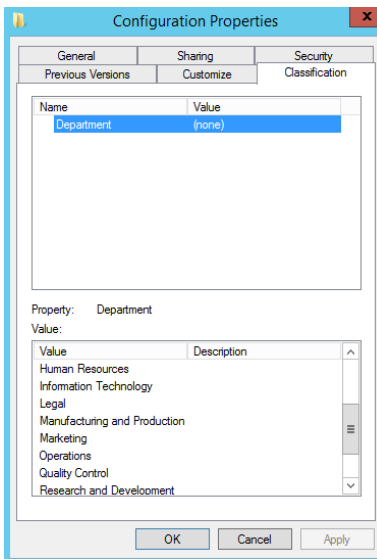 Configuration Properties
x
General Sharing Security
Previous Versions Customize Classification
Name Value
Department (none)
Property: Department
Value:
Value Description
Human Resources
Information Technology
Legal
Manufacturing and Production
Marketing
Operations
Quality Control
Research and Development
OK Cancel Apply